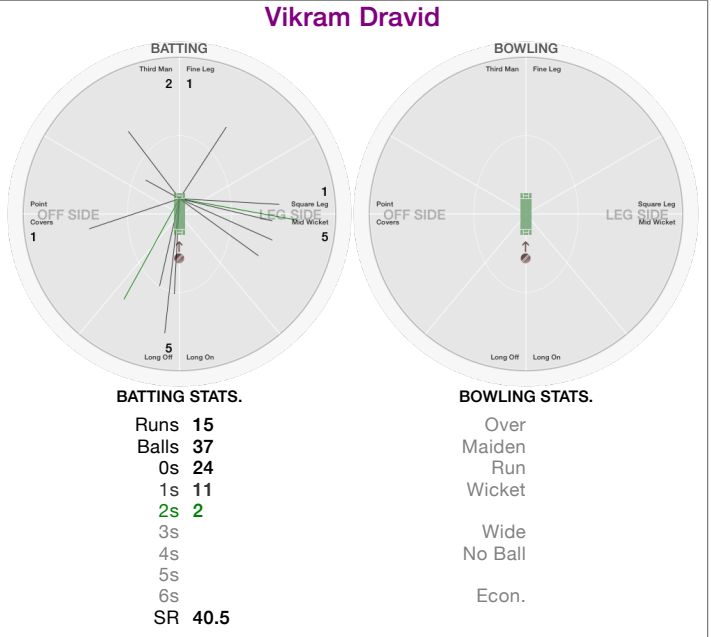 Vikram Dravid
BATTING
Third Man Fine Leg
2 1
1
Point Square Leg
OFF SIDE LEG SIDE
Covers Mid Wicket
1 5
5
Long Off Long On
BOWLING
Third Man Fine Leg
Point Square Leg
OFF SIDE LEG SIDE
Covers Mid Wicket
Long Off Long On
BATTING STATS.
Runs 15
Balls 37
0s 24
1s 11
2s 2
3s
4s
5s
6s
SR 40.5
BOWLING STATS.
Over
Maiden
Run
Wicket
Wide
No Ball
Econ.